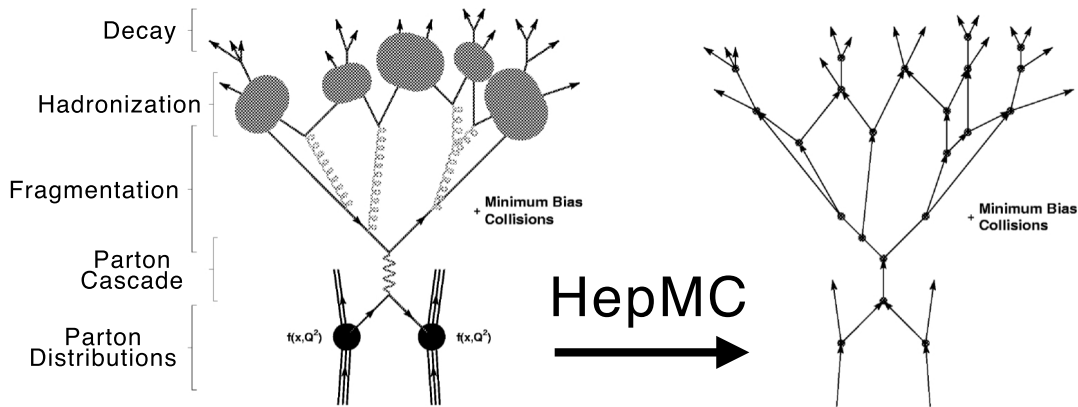 Decay
Hadronization
Fragmentation
+ Minimum Bias
Collisions
+ Minimum Bias
Collisions
Parton
Cascade
HepMC
Parton
Distributions
f(x,Q²)
f(x,Q²)